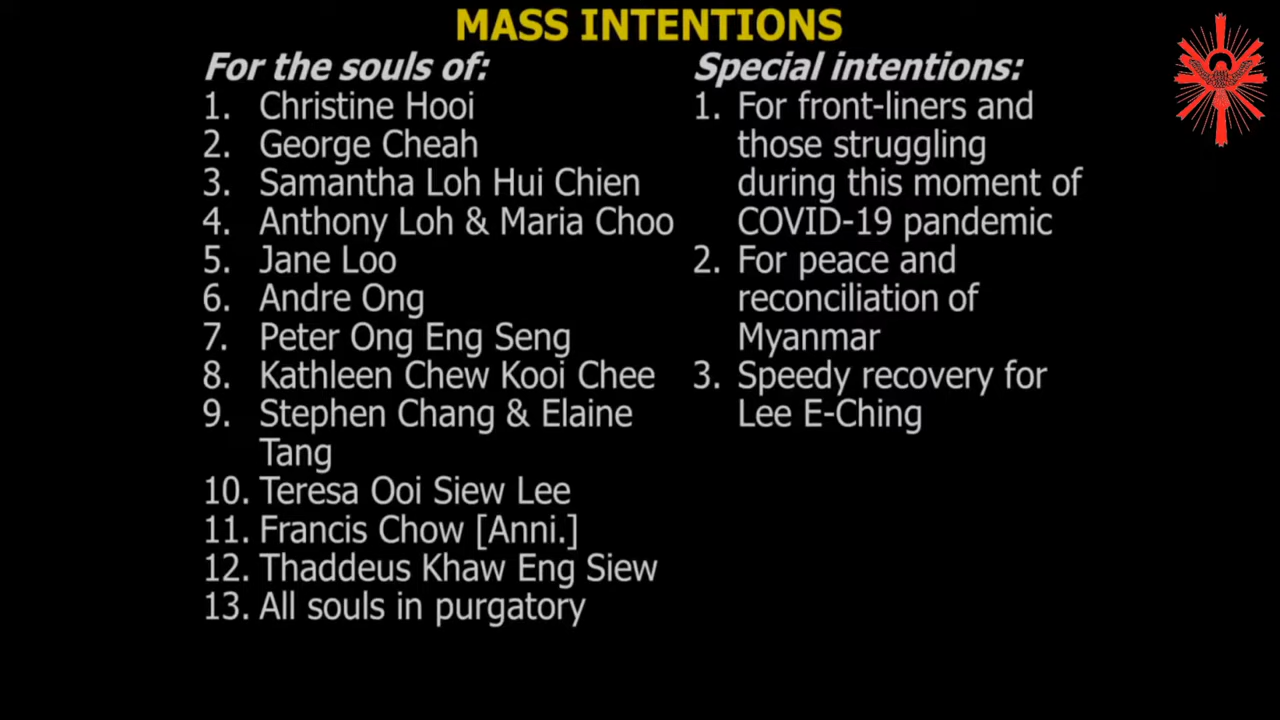 MASS INTENTIONS
For the souls of:
1. Christine Hooi
2. George Cheah
3. Samantha Loh Hui Chien
4. Anthony Loh & Maria Choo
5. Jane Loo
6. Andre Ong
7. Peter Ong Eng Seng
8. Kathleen Chew Kooi Chee
9. Stephen Chang & Elaine
Tang
10. Teresa Ooi Siew Lee
11. Francis Chow [Anni.]
12. Thaddeus Khaw Eng Siew
13. All souls in purgatory
Special intentions:
1. For front-liners and
those struggling
during this moment of
COVID-19 pandemic
2. For peace and
reconciliation of
Myanmar
3. Speedy recovery for
Lee E-Ching